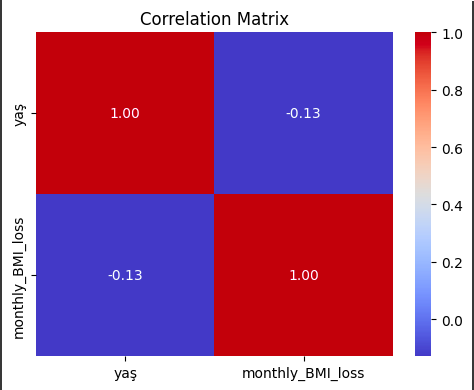 Correlation Matrix
yaş
1.00
-0.13
monthly_BMI_loss
-0.13
1.00
yaş
monthly_BMI_loss
1.0
0.8
0.6
0.4
0.2
0.0